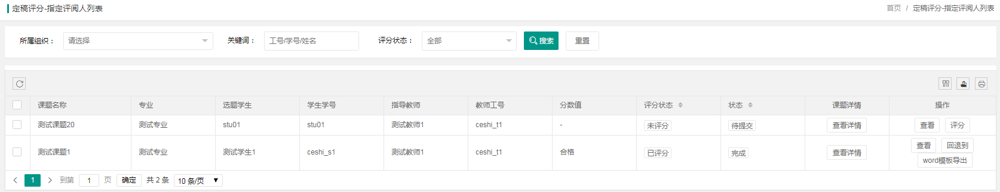 定稿评分-指定评阅人列表
首页 / 定稿评分-指定评阅人列表
所属组织： 请选择 关键词： 工号/学号/姓名 评分状态： 全部 搜索 重置
课题名称 专业 选题学生 学生学号 指导教师 教师工号 分数值 评分状态 状态 课题详情 操作
测试课题20 测试专业 stu01 stu01 测试教师1 ceshi_t1 - 未评分 待提交 查看详情 查看 评分
测试课题1 测试专业 测试学生1 ceshi_s1 测试教师1 ceshi_t1 合格 已评分 完成 查看详情 查看 回退到
word模板导出
1 到第 1 页 确定 共 2 条 10 条/页